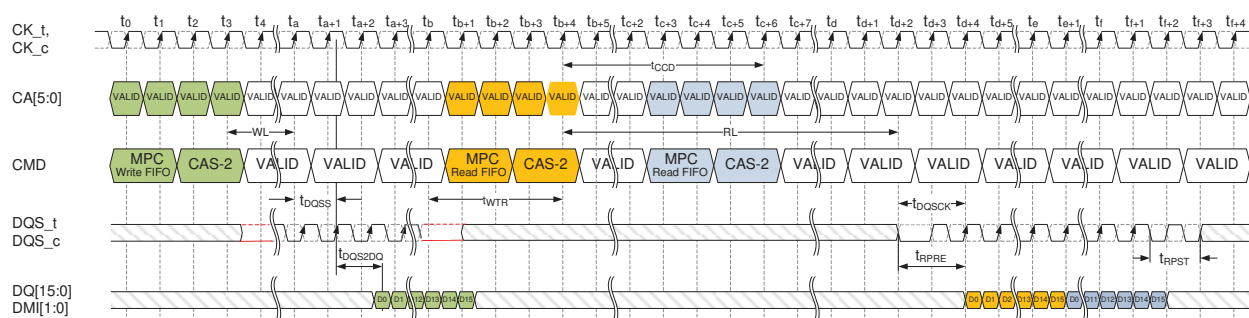 CK_t,
CK_c
t0 t1 t2 t3 t4 ta ta+1 ta+2 ta+3 tb tb+1 tb+2 tb+3 tb+4 tb+5 tc+2 tc+3 tc+4 tc+5 tc+6 tc+7 td td+1 td+2 td+3 td+4 td+5 te te+1 tf tf+1 tf+2 tf+3 tf+4
tCCD
CA[5:0]
VALID VALID VALID VALID VALID VALID VALID VALID VALID VALID VALID VALID VALID VALID VALID VALID VALID VALID VALID VALID VALID VALID VALID VALID VALID VALID VALID VALID VALID VALID VALID VALID VALID VALID
WL RL
CMD
MPC Write FIFO CAS-2 VALID VALID VALID MPC Read FIFO CAS-2 VALID MPC Read FIFO CAS-2 VALID VALID VALID VALID VALID VALID VALID
tDQSS tWTR tDQSCK
DQS_t
DQS_c
tDQS2DQ tRPRE tRPST
DQ[15:0]
DMI[1:0]
D0 D1 D12 D13 D14 D15 D0 D1 D2 D13 D14 D15 D0 D11 D12 D13 D14 D15